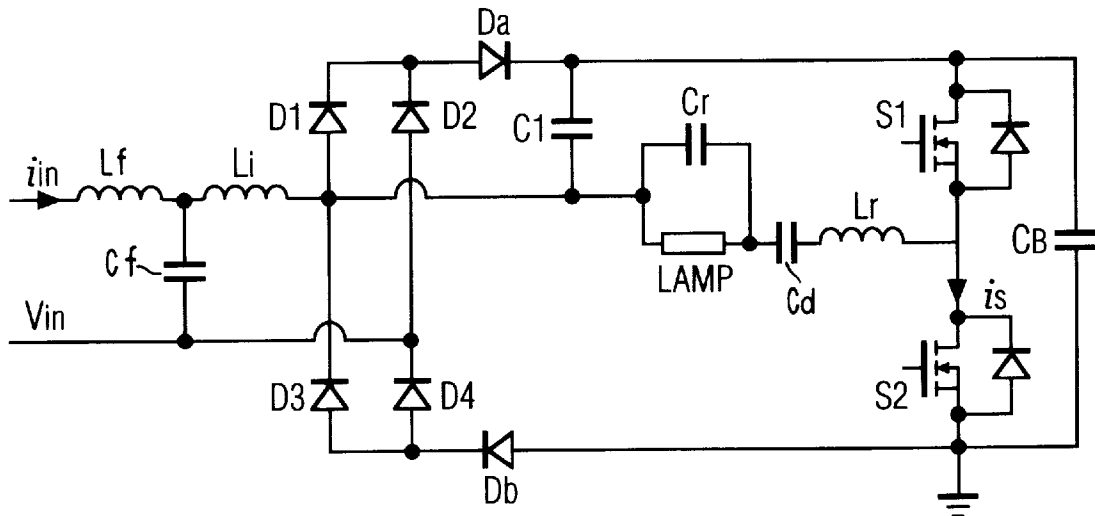 Da
D1
D2
C1
Cr
S1
iin
Lf
Li
Lr
CB
Cf
LAMP
Cd
is
Vin
D3
D4
S2
Db